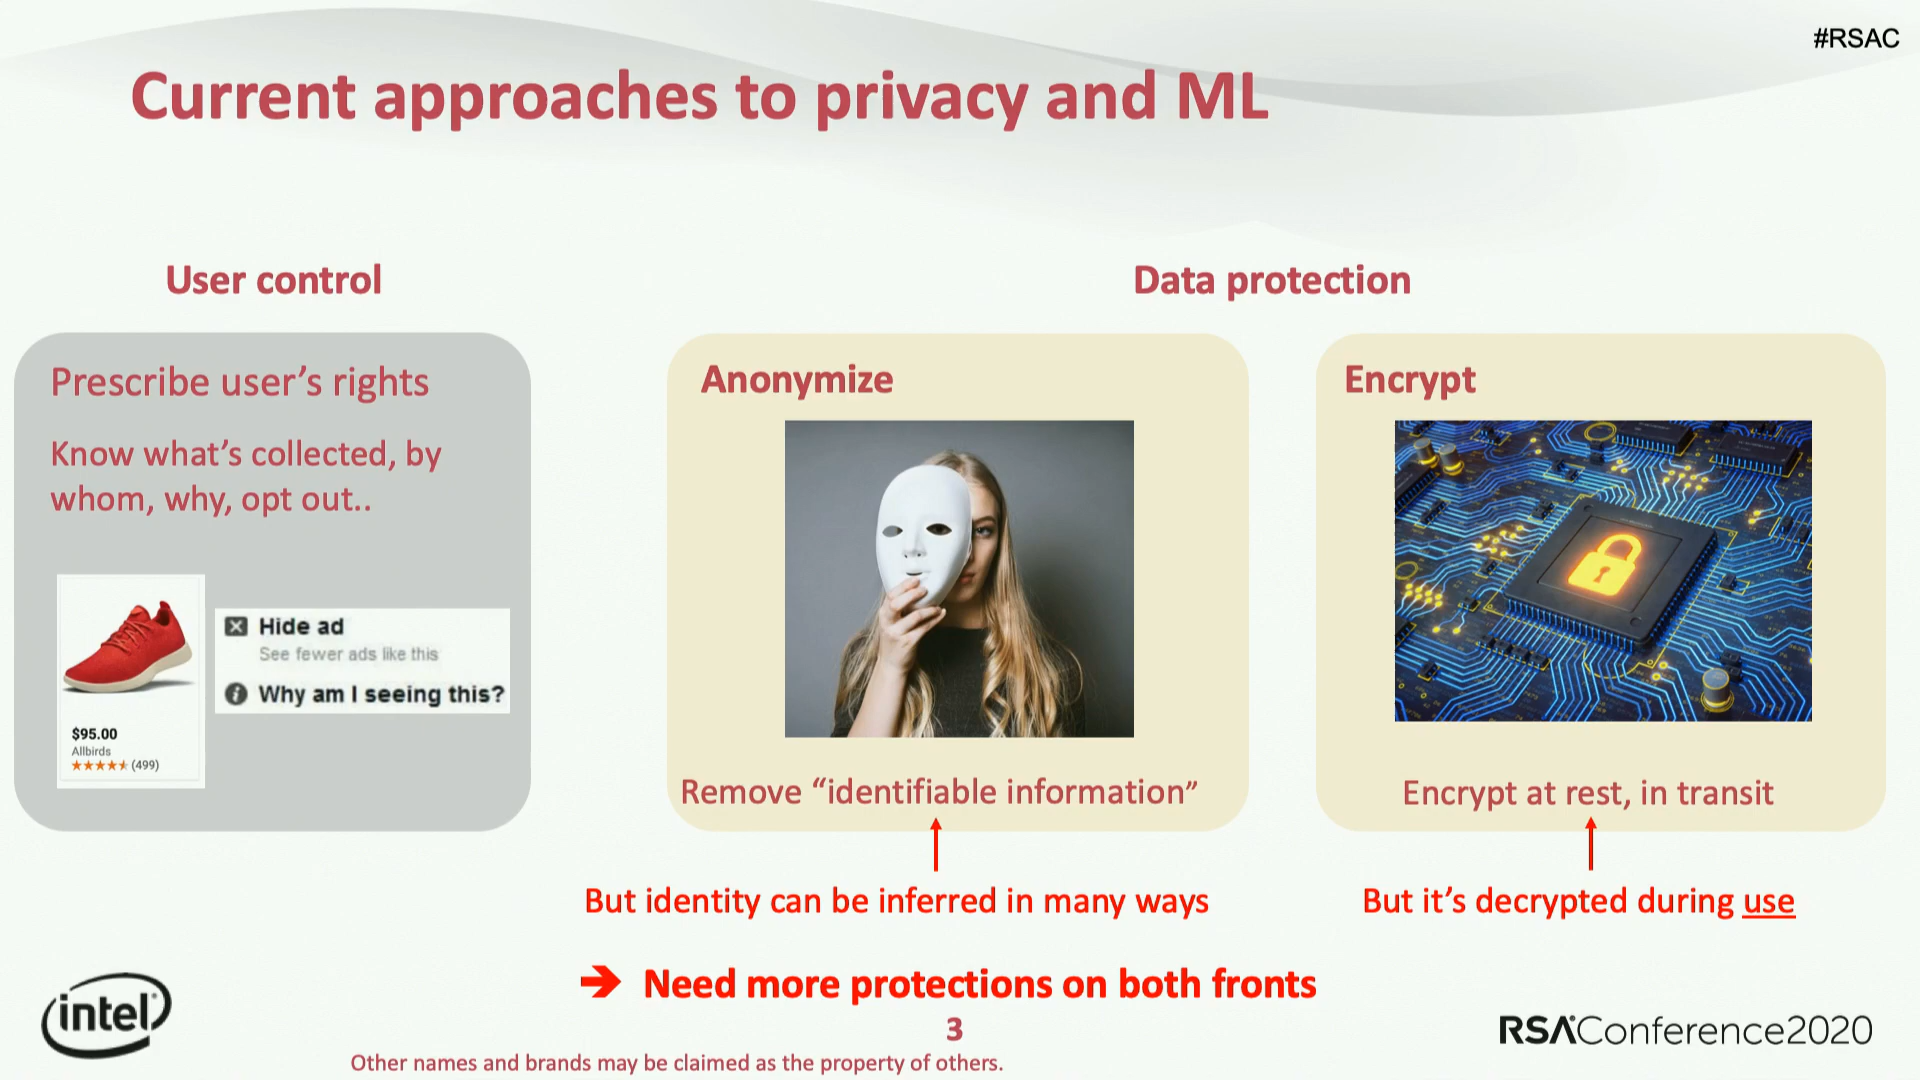 #RSAC
Current approaches to privacy and ML
User control
Prescribe user’s rights
Know what’s collected, by
whom, why, opt out..
Hide ad
See fewer ads like this
Why am I seeing this?
$95.00
Allbirds
(499)
Data protection
Anonymize
Remove “identifiable information”
But identity can be inferred in many ways
Encrypt
Encrypt at rest, in transit
But it’s decrypted during use
➔ Need more protections on both fronts
intel
3
RSAConference2020
Other names and brands may be claimed as the property of others.